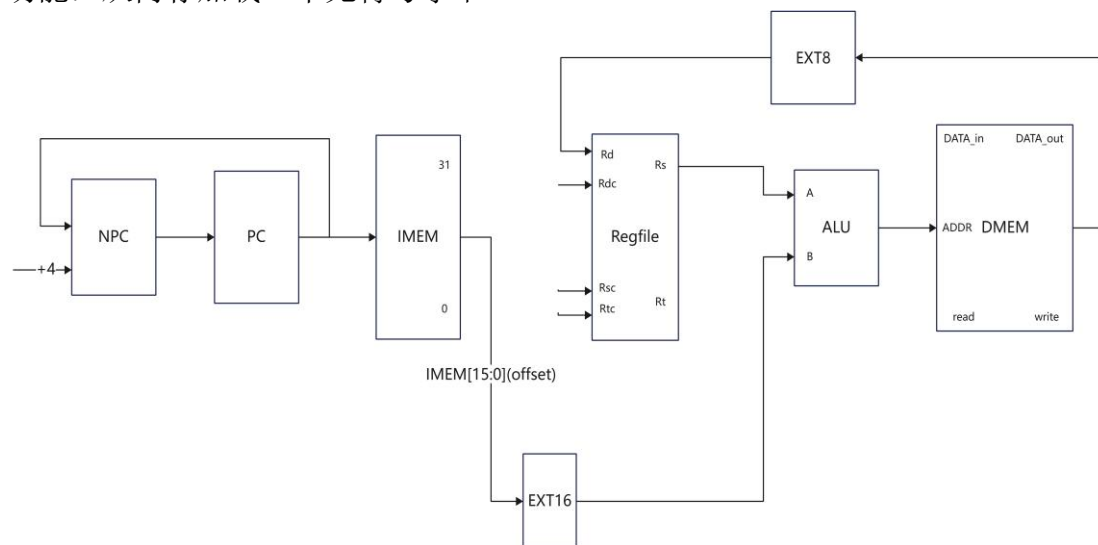 EXT8
31
Rd
Rs
DATA_in
DATA_out
Rdc
A
NPC
PC
IMEM
Regfile
ALU
ADDR
DMEM
B
+4
Rsc
Rt
0
Rtc
read
write
IMEM[15:0](offset)
EXT16